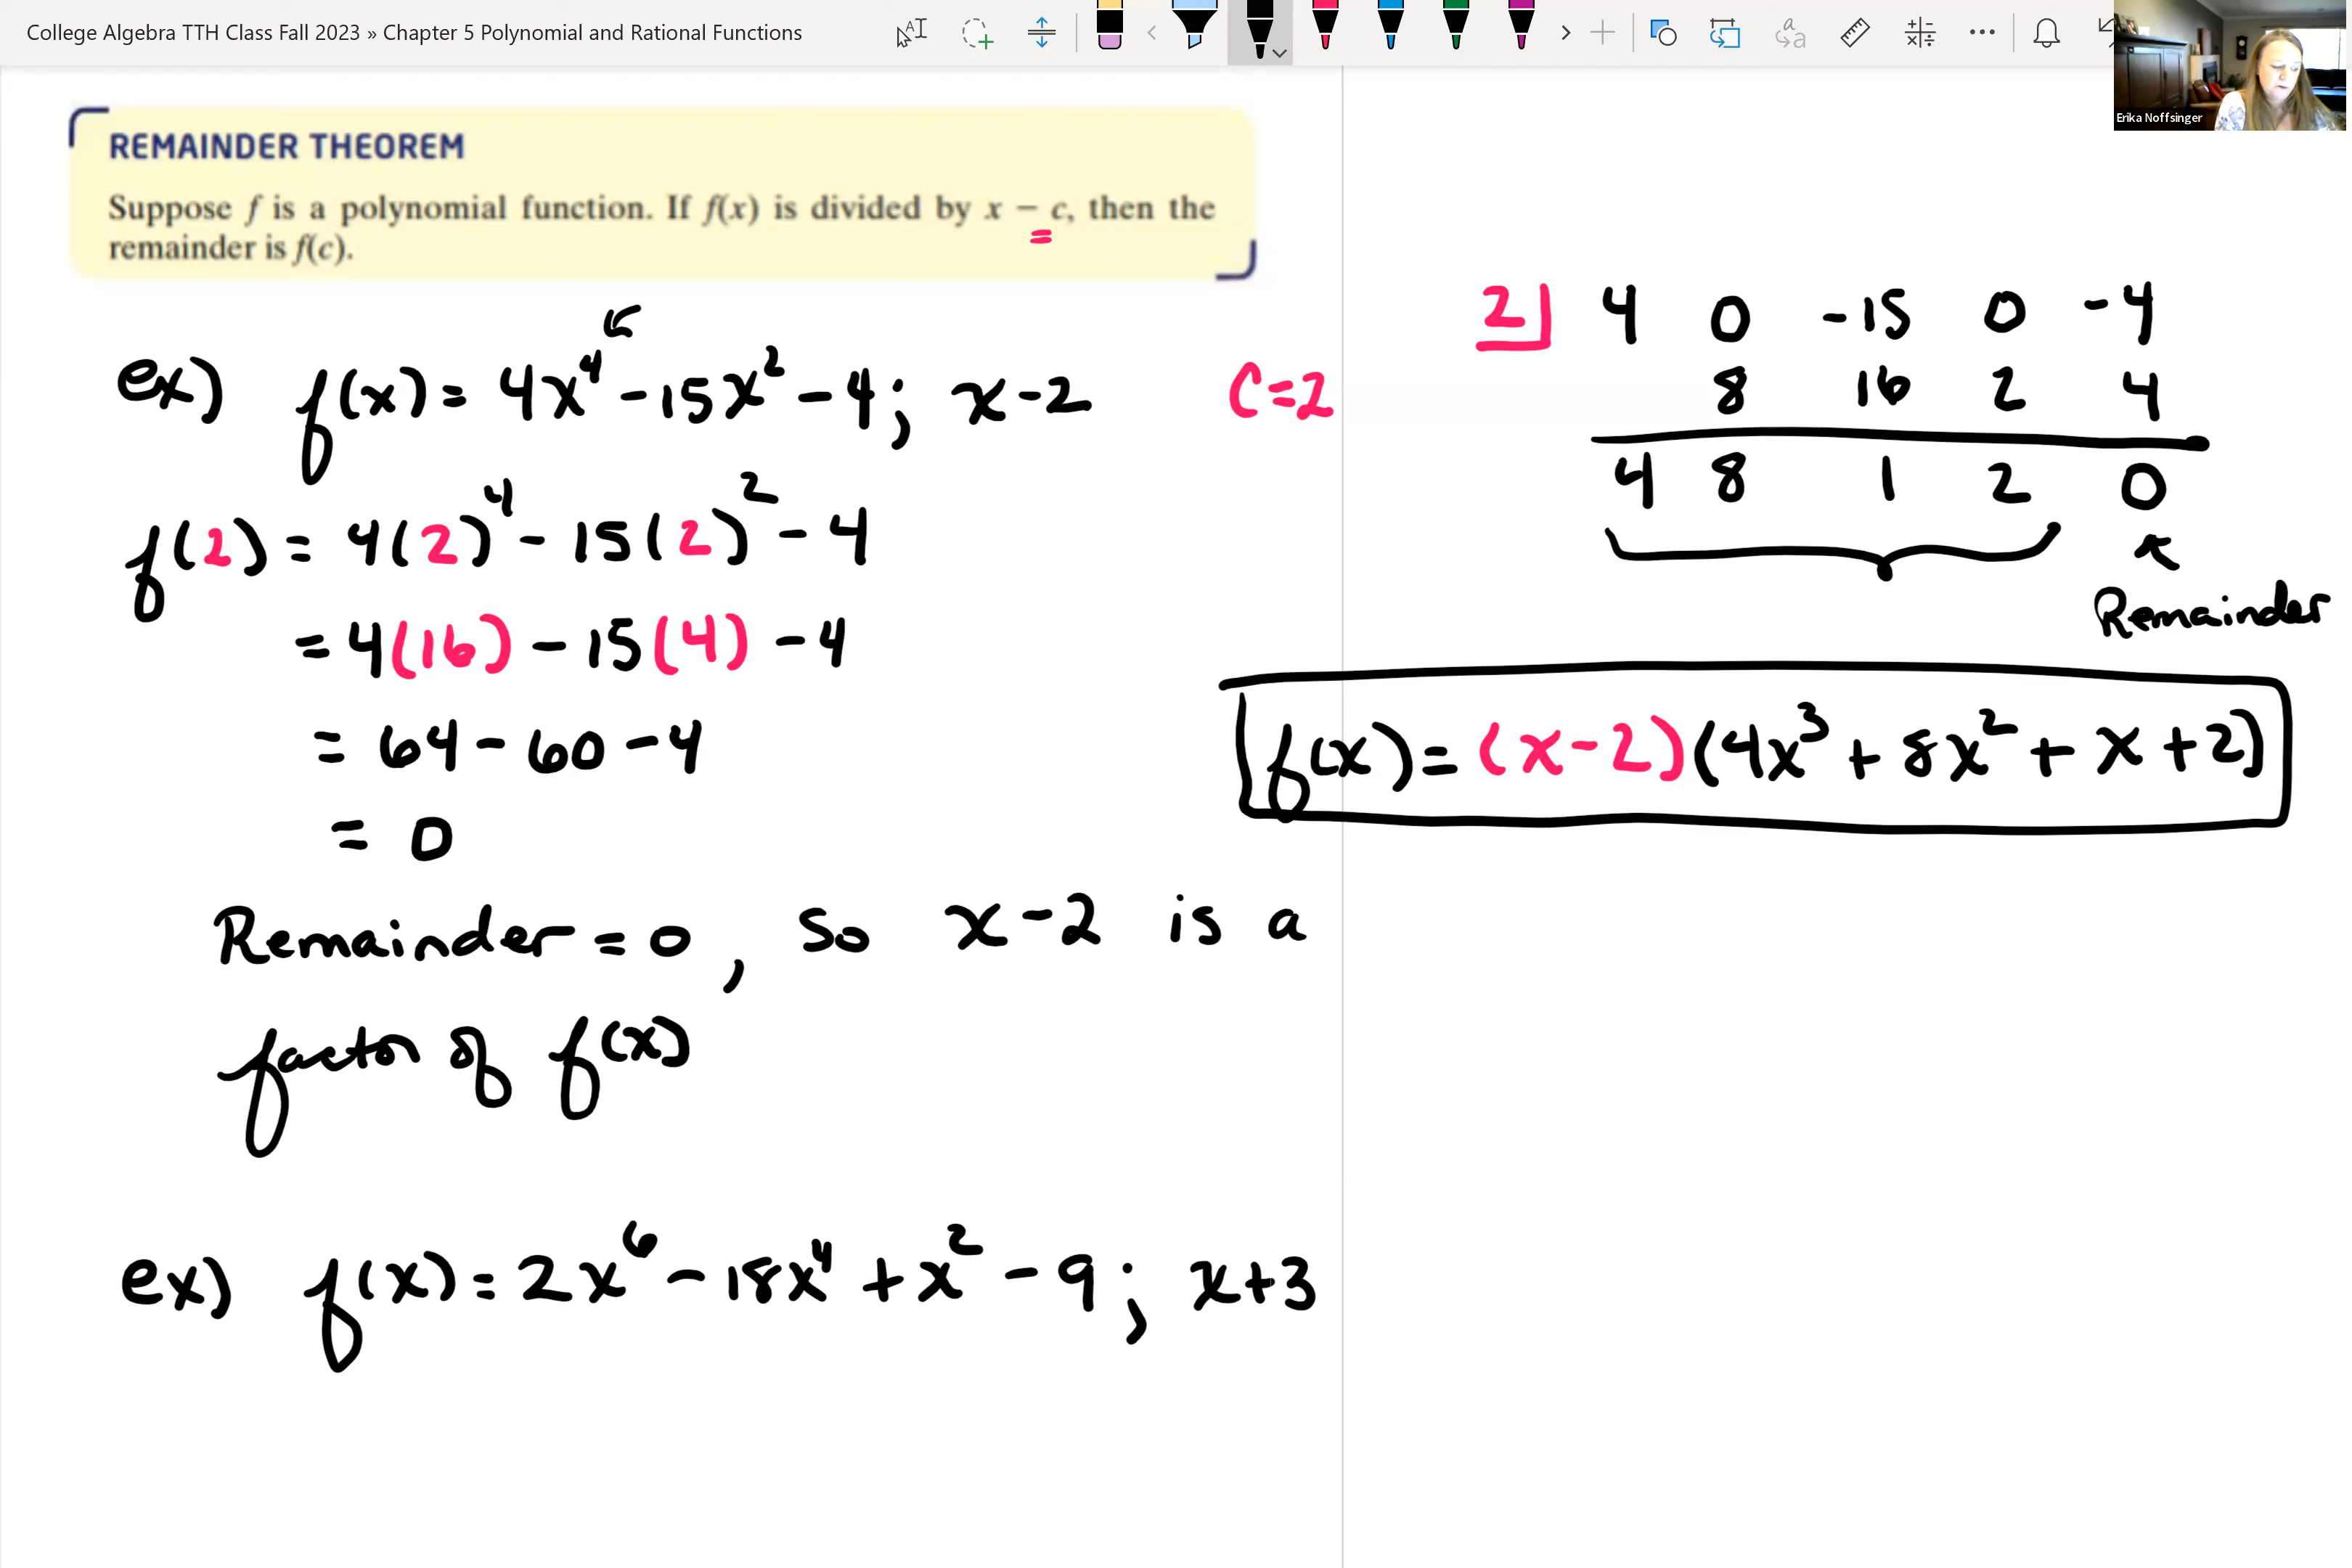 College Algebra TTH Class Fall 2023 » Chapter 5 Polynomial and Rational Functions
Erika Noffsinger
REMAINDER THEOREM
Suppose f is a polynomial function. If f(x) is divided by x − c, then the
remainder is f(c).
ex) f(x) = 4x⁴ - 15x² - 4; x-2
C=2
f(2) = 4(2)⁴ - 15(2)² - 4
= 4(16) - 15(4) - 4
= 64 - 60 - 4
= 0
Remainder = 0, so x-2 is a
factor of f(x)
2| 4 0 -15 0 -4
8 16 2 4
4 8 1 2 0
Remainder
f(x) = (x-2)(4x³ + 8x² + x + 2)
ex) f(x) = 2x⁶ - 18x⁴ + x² - 9; x+3